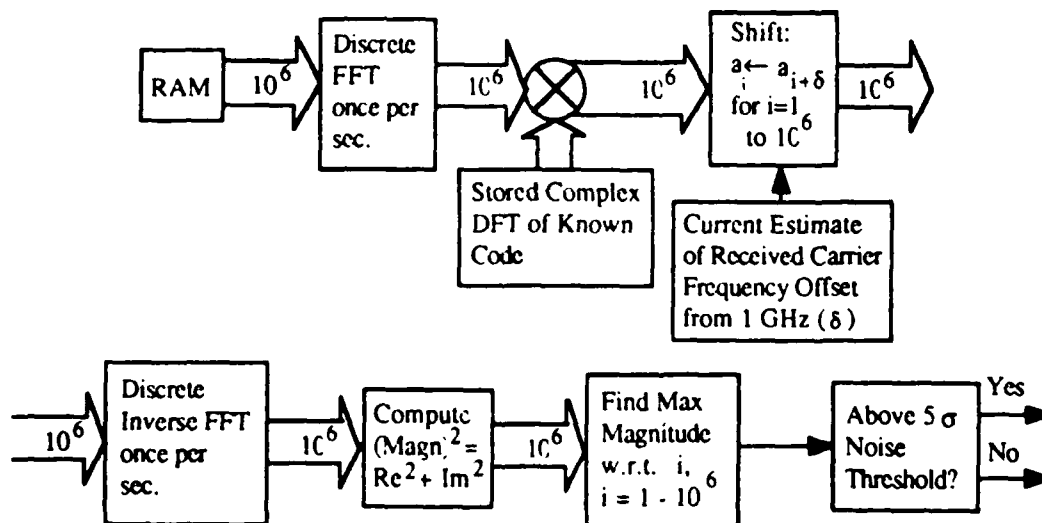 RAM
10^6
Discrete
FFT
once per
sec.
10^6
Stored Complex
DFT of Known
Code
10^6
Shift:
a_i ← a_{i+δ}
for i=1
to 10^6
10^6
Current Estimate
of Received Carrier
Frequency Offset
from 1 GHz (δ)
10^6
Discrete
Inverse FFT
once per
sec.
10^6
Compute
(Magn)^2 =
Re^2 + Im^2
10^6
Find Max
Magnitude
w.r.t. i,
i = 1 - 10^6
Above 5 σ
Noise
Threshold?
Yes
No